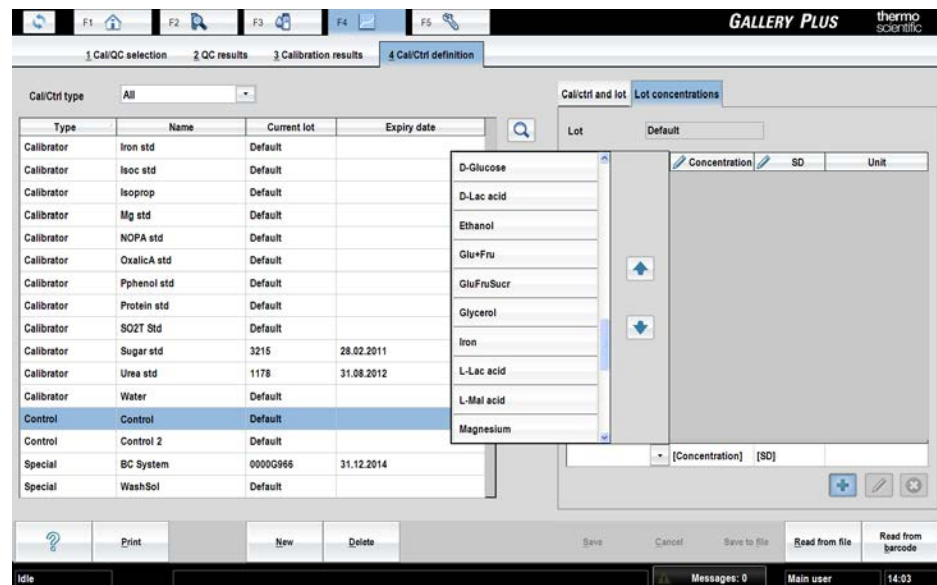 F1 F2 F3 F4 F5 GALLERY PLUS thermo scientific
1 Cal/QC selection 2 QC results 3 Calibration results 4 Cal/Ctrl definition
Cal/Ctrl type All
Cal/ctrl and lot Lot concentrations
Lot Default
Type Name Current lot Expiry date
Calibrator Iron std Default
Calibrator Isoc std Default
Calibrator Isoprop Default
Calibrator Mg std Default
Calibrator NOPA std Default
Calibrator OxalicA std Default
Calibrator Pphenol std Default
Calibrator Protein std Default
Calibrator SO2T Std Default
Calibrator Sugar std 3215 28.02.2011
Calibrator Urea std 1178 31.08.2012
Calibrator Water Default
Control Control Default
Control Control 2 Default
Special BC System 0000G966 31.12.2014
Special WashSol Default
D-Glucose
D-Lac acid
Ethanol
Glu+Fru
GluFruSucr
Glycerol
Iron
L-Lac acid
L-Mal acid
Magnesium
Concentration SD Unit
[Concentration] [SD]
? Print New Delete Save Cancel Save to file Read from file Read from barcode
Idle Messages: 0 Main user 14:03